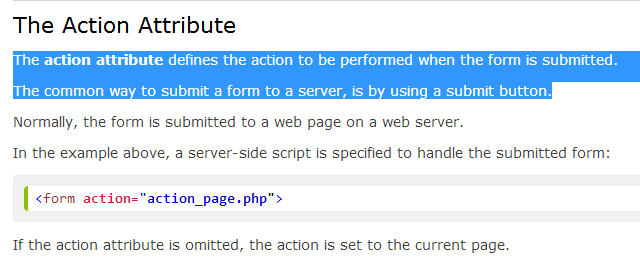 The Action Attribute
The action attribute defines the action to be performed when the form is submitted.
The common way to submit a form to a server, is by using a submit button.
Normally, the form is submitted to a web page on a web server.
In the example above, a server-side script is specified to handle the submitted form:
<form action="action_page.php">
If the action attribute is omitted, the action is set to the current page.